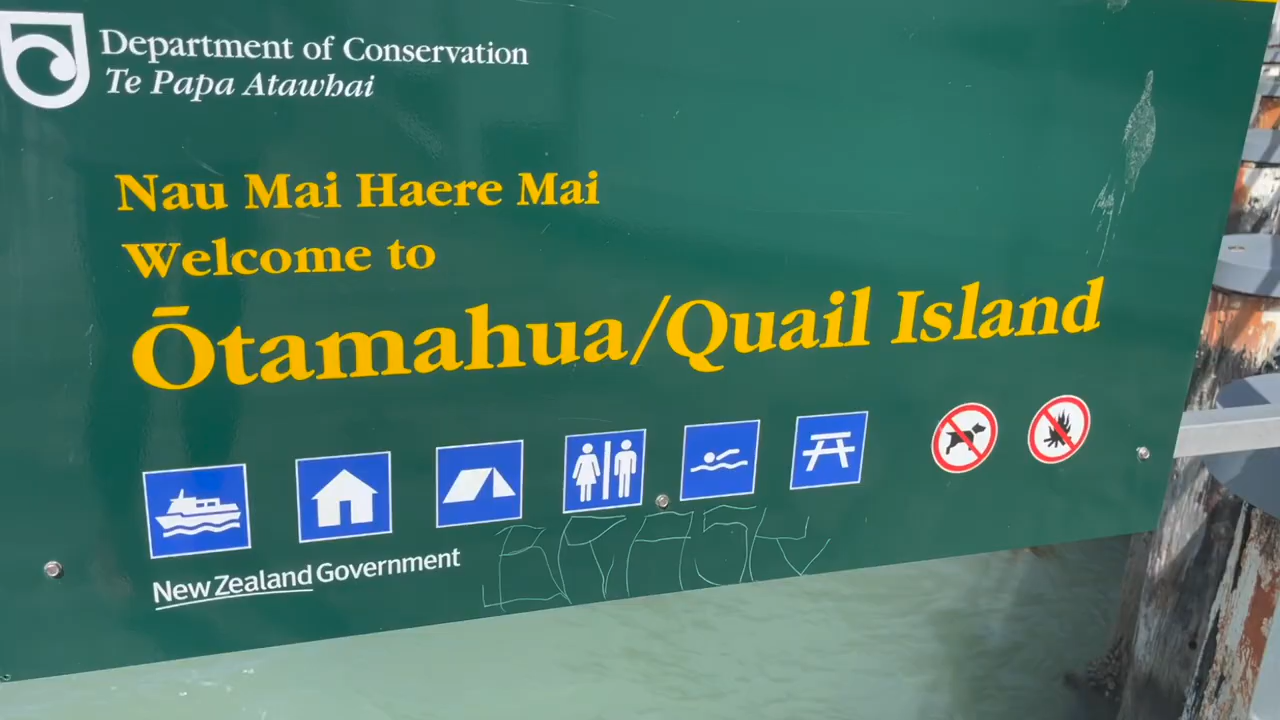 Department of Conservation
Te Papa Atawhai
Nau Mai Haere Mai
Welcome to
Ōtamahua/Quail Island
New Zealand Government